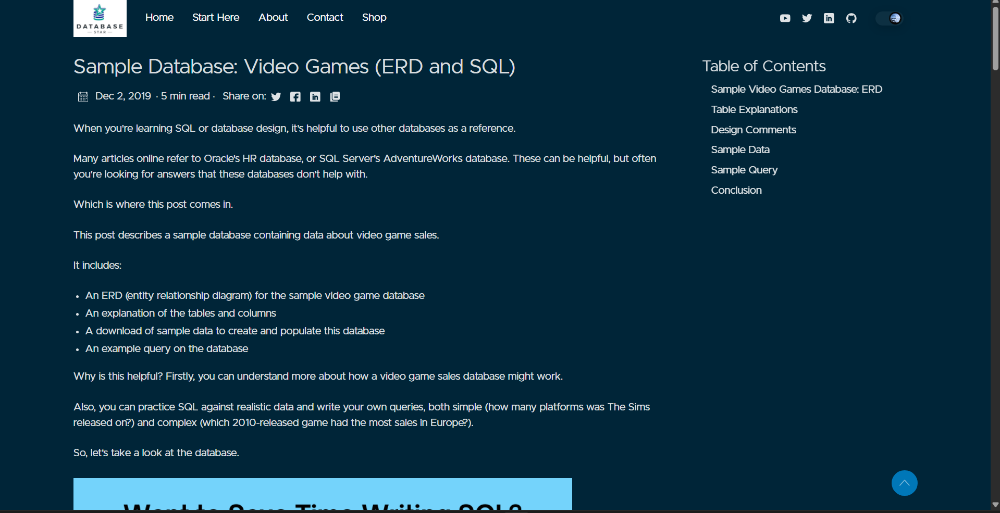 DATABASE
STAR
Home
Start Here
About
Contact
Shop
Sample Database: Video Games (ERD and SQL)
Dec 2, 2019 · 5 min read · Share on:
When you're learning SQL or database design, it's helpful to use other databases as a reference.
Many articles online refer to Oracle's HR database, or SQL Server's AdventureWorks database. These can be helpful, but often
you're looking for answers that these databases don't help with.
Which is where this post comes in.
This post describes a sample database containing data about video game sales.
It includes:
• An ERD (entity relationship diagram) for the sample video game database
• An explanation of the tables and columns
• A download of sample data to create and populate this database
• An example query on the database
Why is this helpful? Firstly, you can understand more about how a video game sales database might work.
Also, you can practice SQL against realistic data and write your own queries, both simple (how many platforms was The Sims
released on?) and complex (which 2010-released game had the most sales in Europe?).
So, let's take a look at the database.
Want to Save Time Writing SQL?
Table of Contents
Sample Video Games Database: ERD
Table Explanations
Design Comments
Sample Data
Sample Query
Conclusion